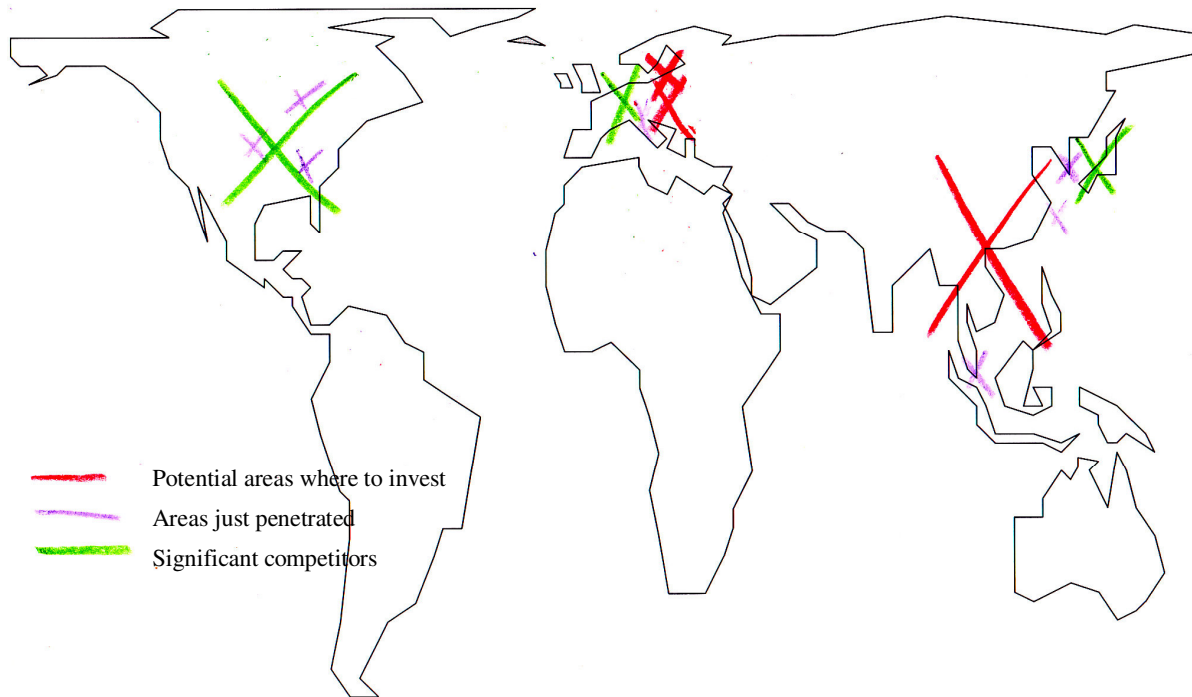 Potential areas where to invest
Areas just penetrated
Significant competitors